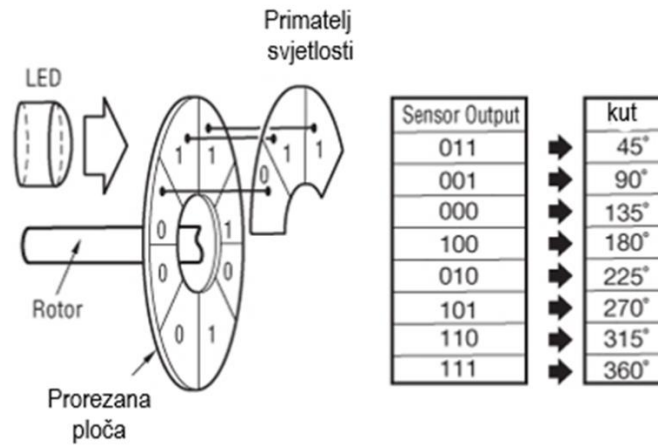 Primatelj
svjetlosti
LED
1 1 1 1
0 0
0 1
0 0
0 1
Rotor
Prorezana
ploča
Sensor Output kut
011 45°
001 90°
000 135°
100 180°
010 225°
101 270°
110 315°
111 360°